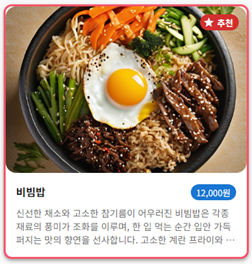 추천
비빔밥
12,000원
신선한 채소와 고소한 참기름이 어우러진 비빔밥은 각종
재료의 풍미가 조화를 이루며, 한 입 먹는 순간 입안 가득
퍼지는 맛의 향연을 선사합니다. 고소한 계란 프라이와 …